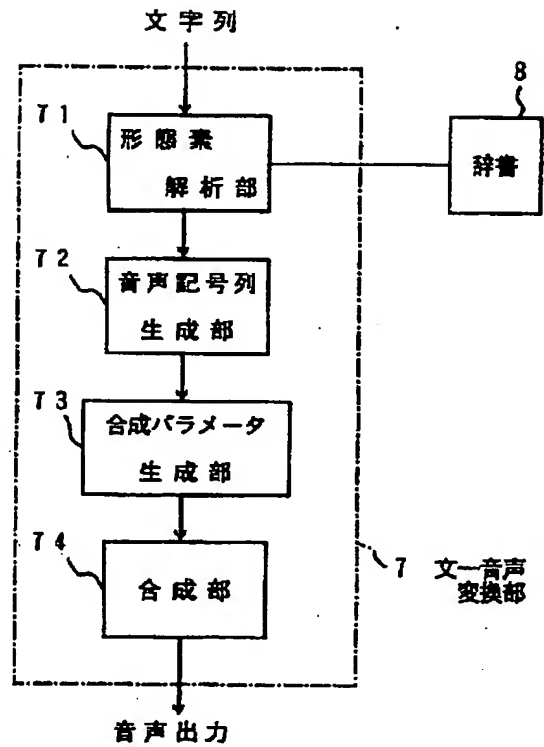 文字列
8
71
形態素
解析部
辞書
72
音声記号列
生成部
73
合成パラメータ
生成部
74
合成部
7 文一音声
変換部
音声出力